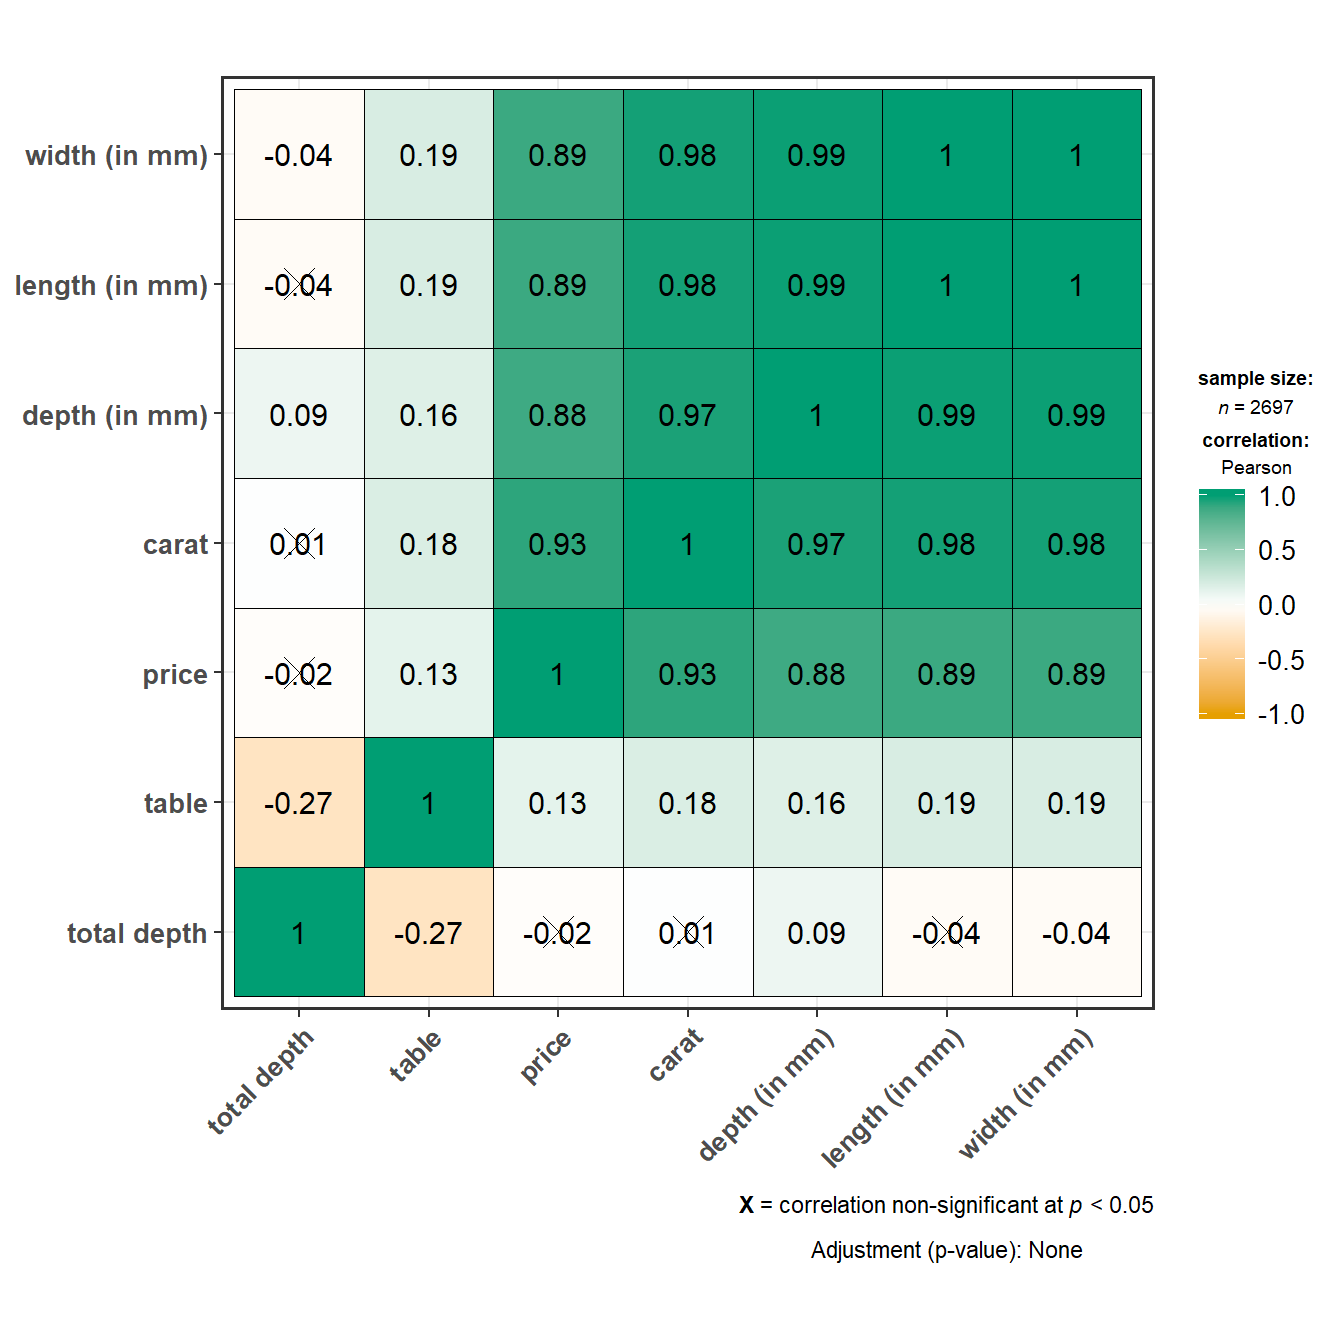 width (in mm) -0.04 0.19 0.89 0.98 0.99 1 1
length (in mm) -0.04 0.19 0.89 0.98 0.99 1 1
depth (in mm) 0.09 0.16 0.88 0.97 1 0.99 0.99
carat 0.01 0.18 0.93 1 0.97 0.98 0.98
price -0.02 0.13 1 0.93 0.88 0.89 0.89
table -0.27 1 0.13 0.18 0.16 0.19 0.19
total depth 1 -0.27 -0.02 0.01 0.09 -0.04 -0.04
total depth table price carat depth (in mm) length (in mm) width (in mm)
sample size:
n = 2697
correlation:
Pearson
1.0
0.5
0.0
-0.5
-1.0
X = correlation non-significant at p < 0.05
Adjustment (p-value): None